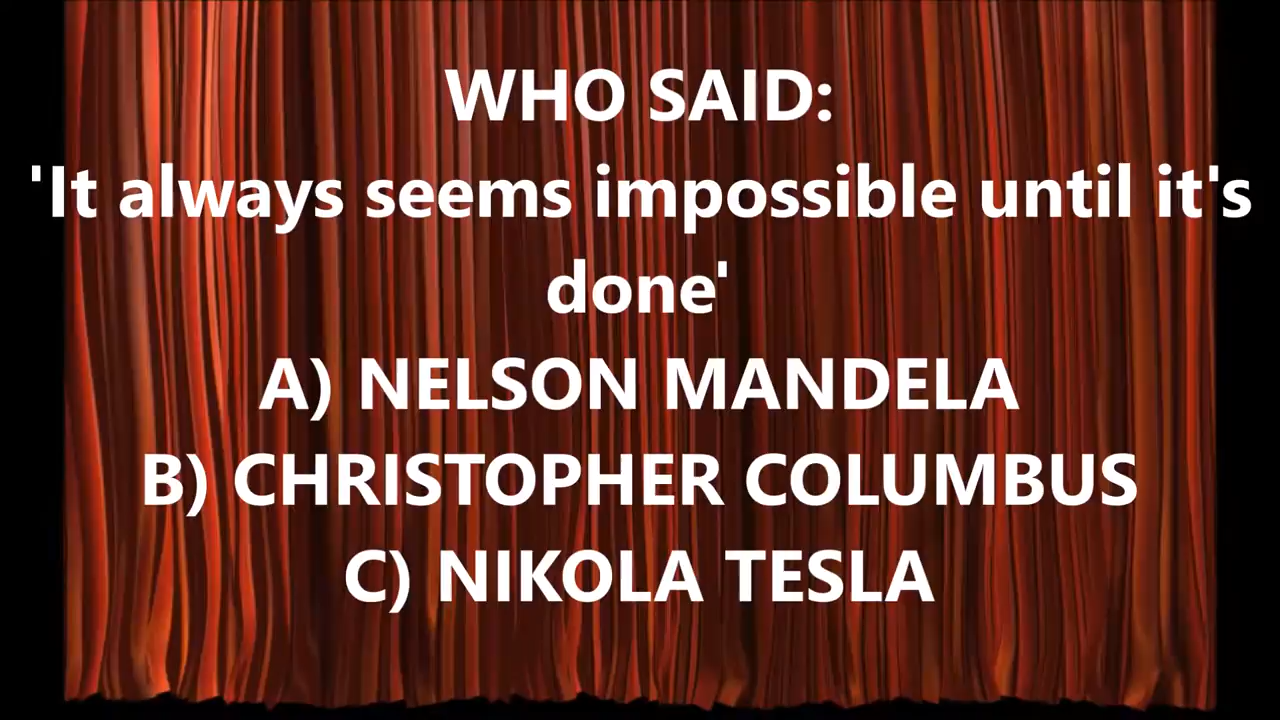 WHO SAID:
'It always seems impossible until it's
done'
A) NELSON MANDELA
B) CHRISTOPHER COLUMBUS
C) NIKOLA TESLA